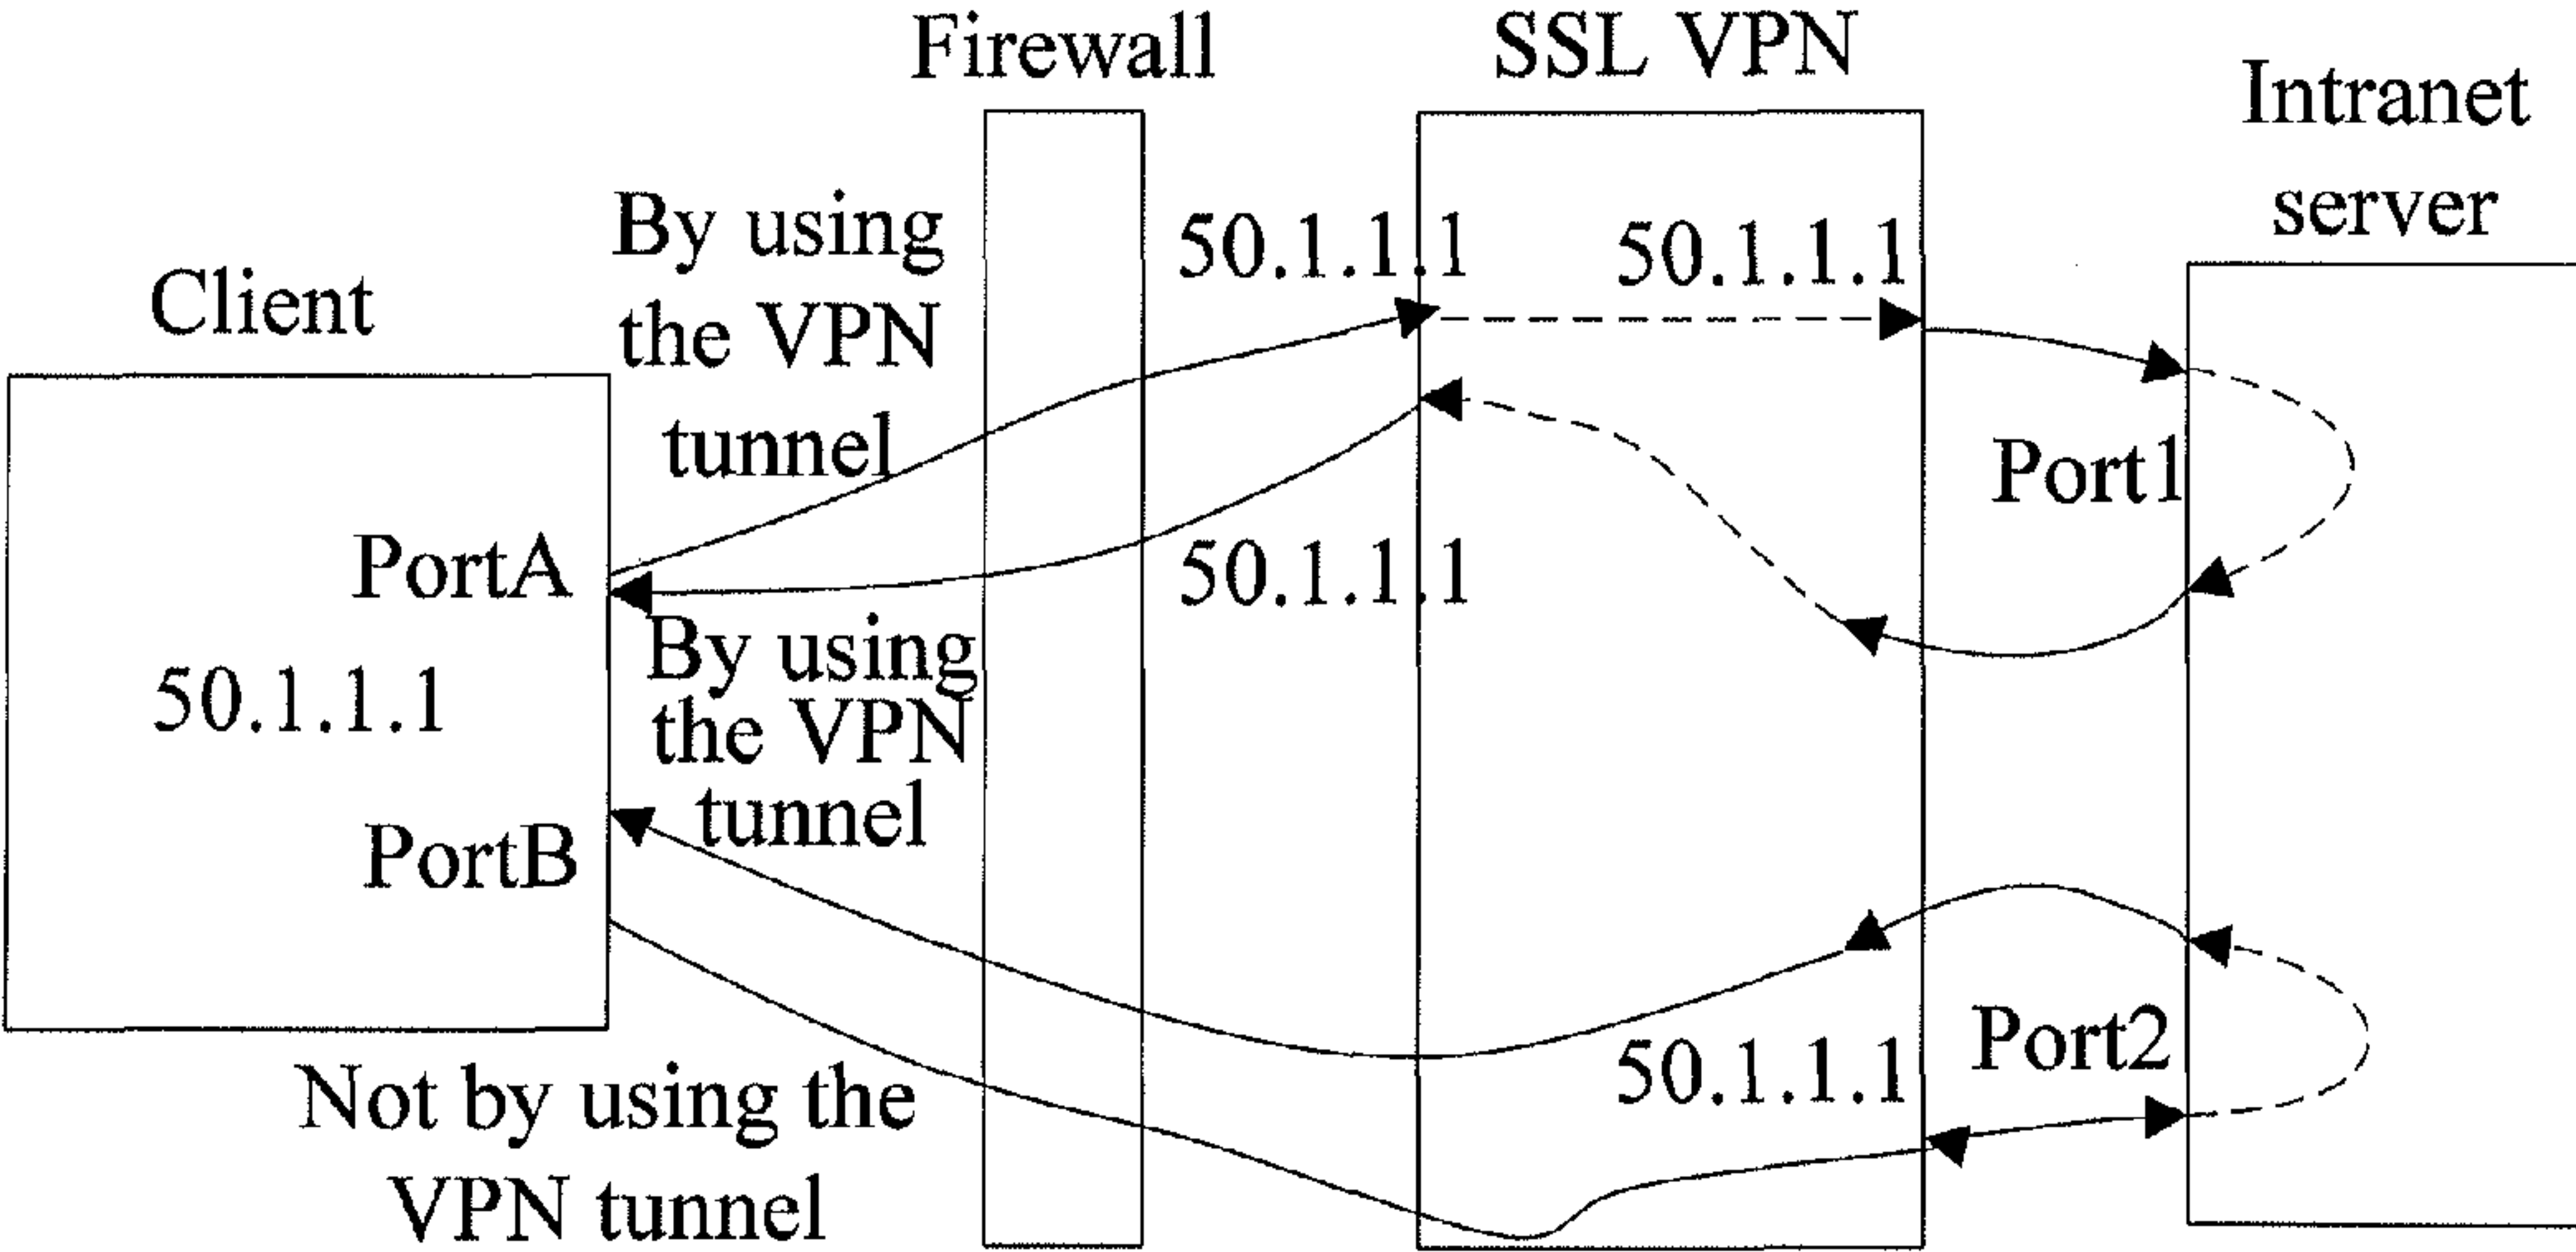 Firewall
SSL VPN
Intranet
server
Client
By using
the VPN
tunnel
50.1.1.1
50.1.1.1
Port1
PortA
50.1.1.1
By using
the VPN
tunnel
50.1.1.1
PortB
50.1.1.1
Port2
Not by using the
VPN tunnel